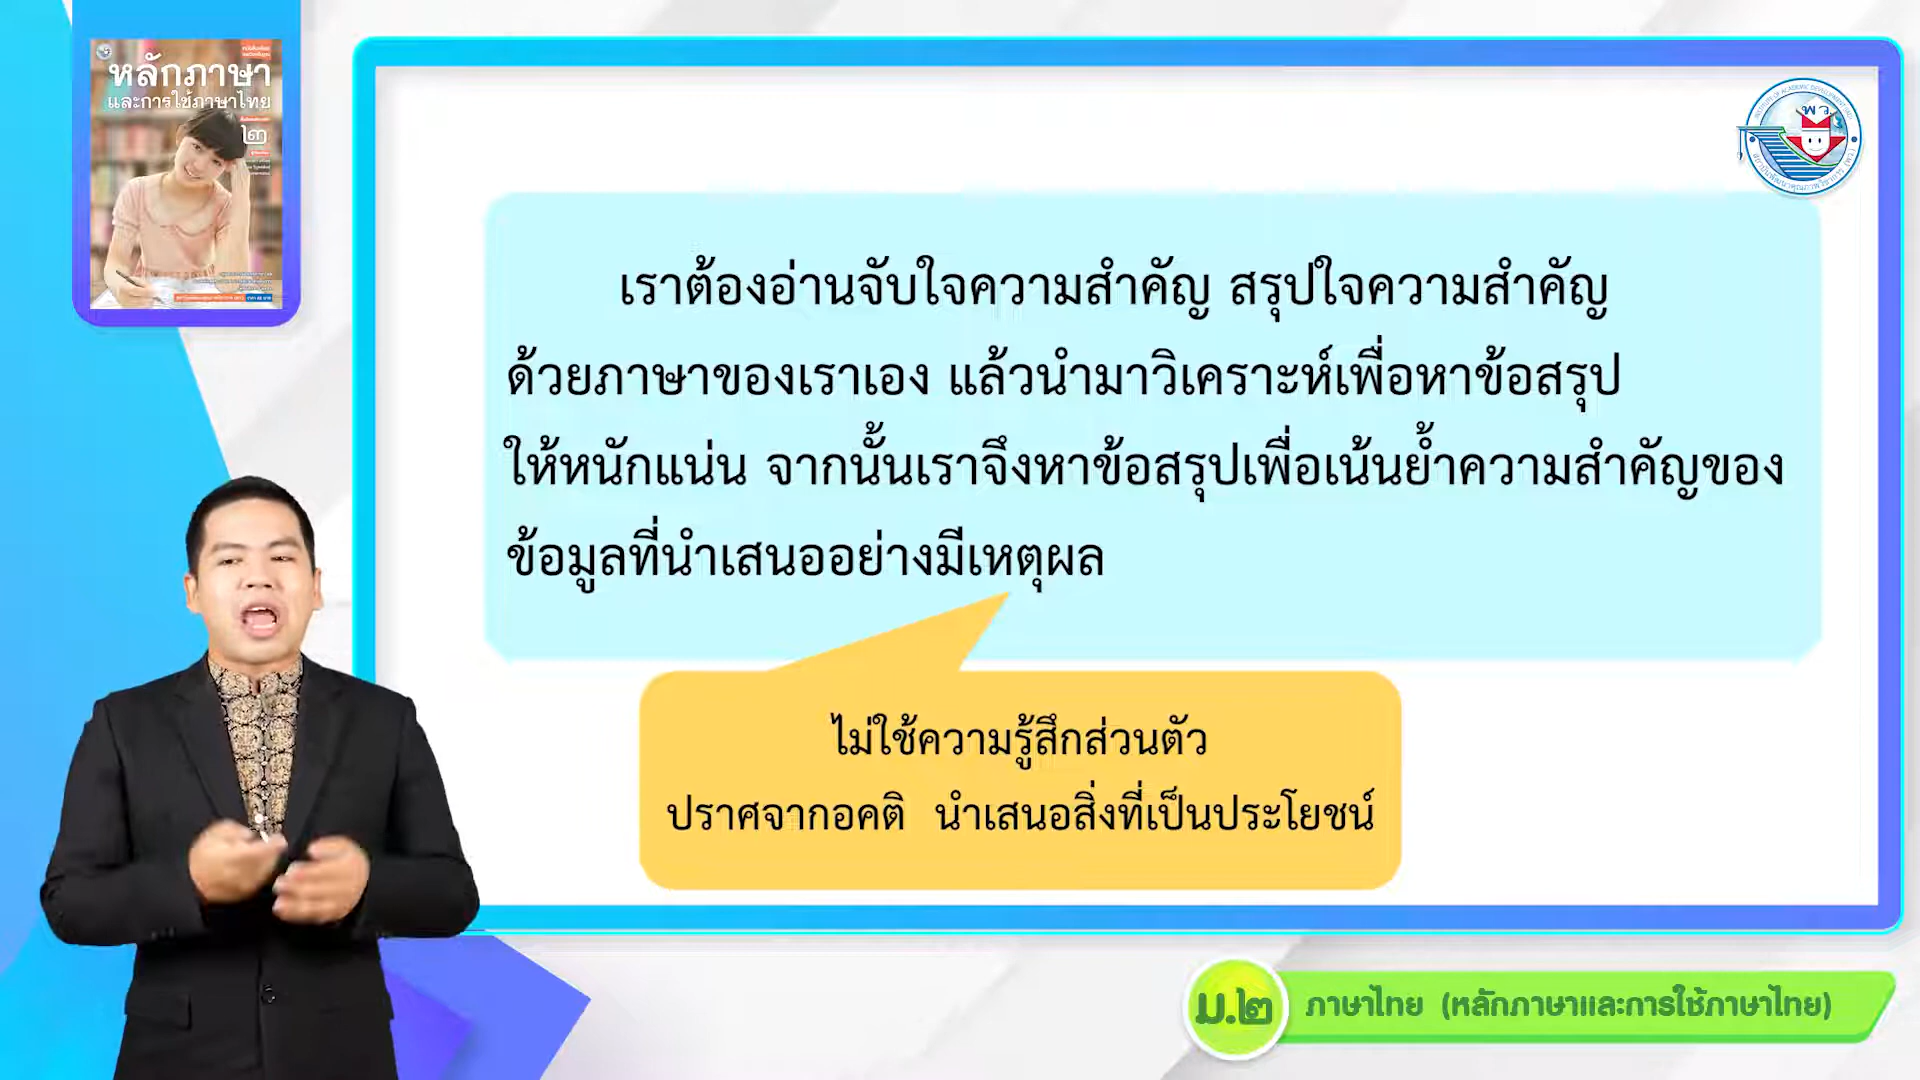 หลักภาษา
และการใช้ภาษาไทย
๒
พว.
เราต้องอ่านจับใจความสำคัญ สรุปใจความสำคัญ
ด้วยภาษาของเราเอง แล้วนำมาวิเคราะห์เพื่อหาข้อสรุป
ให้หนักแน่น จากนั้นเราจึงหาข้อสรุปเพื่อเน้นย้ำความสำคัญของ
ข้อมูลที่นำเสนออย่างมีเหตุผล
ไม่ใช้ความรู้สึกส่วนตัว
ปราศจากอคติ นำเสนอสิ่งที่เป็นประโยชน์
ม.๒ ภาษาไทย (หลักภาษาและการใช้ภาษาไทย)